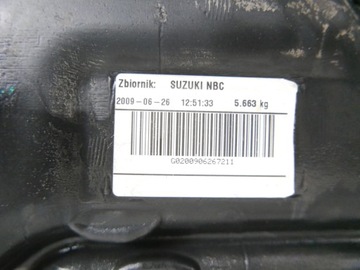 Zbiornik: SUZUKI NBC
2009-06-26 12:51:33 5.663 kg
G0200906267211